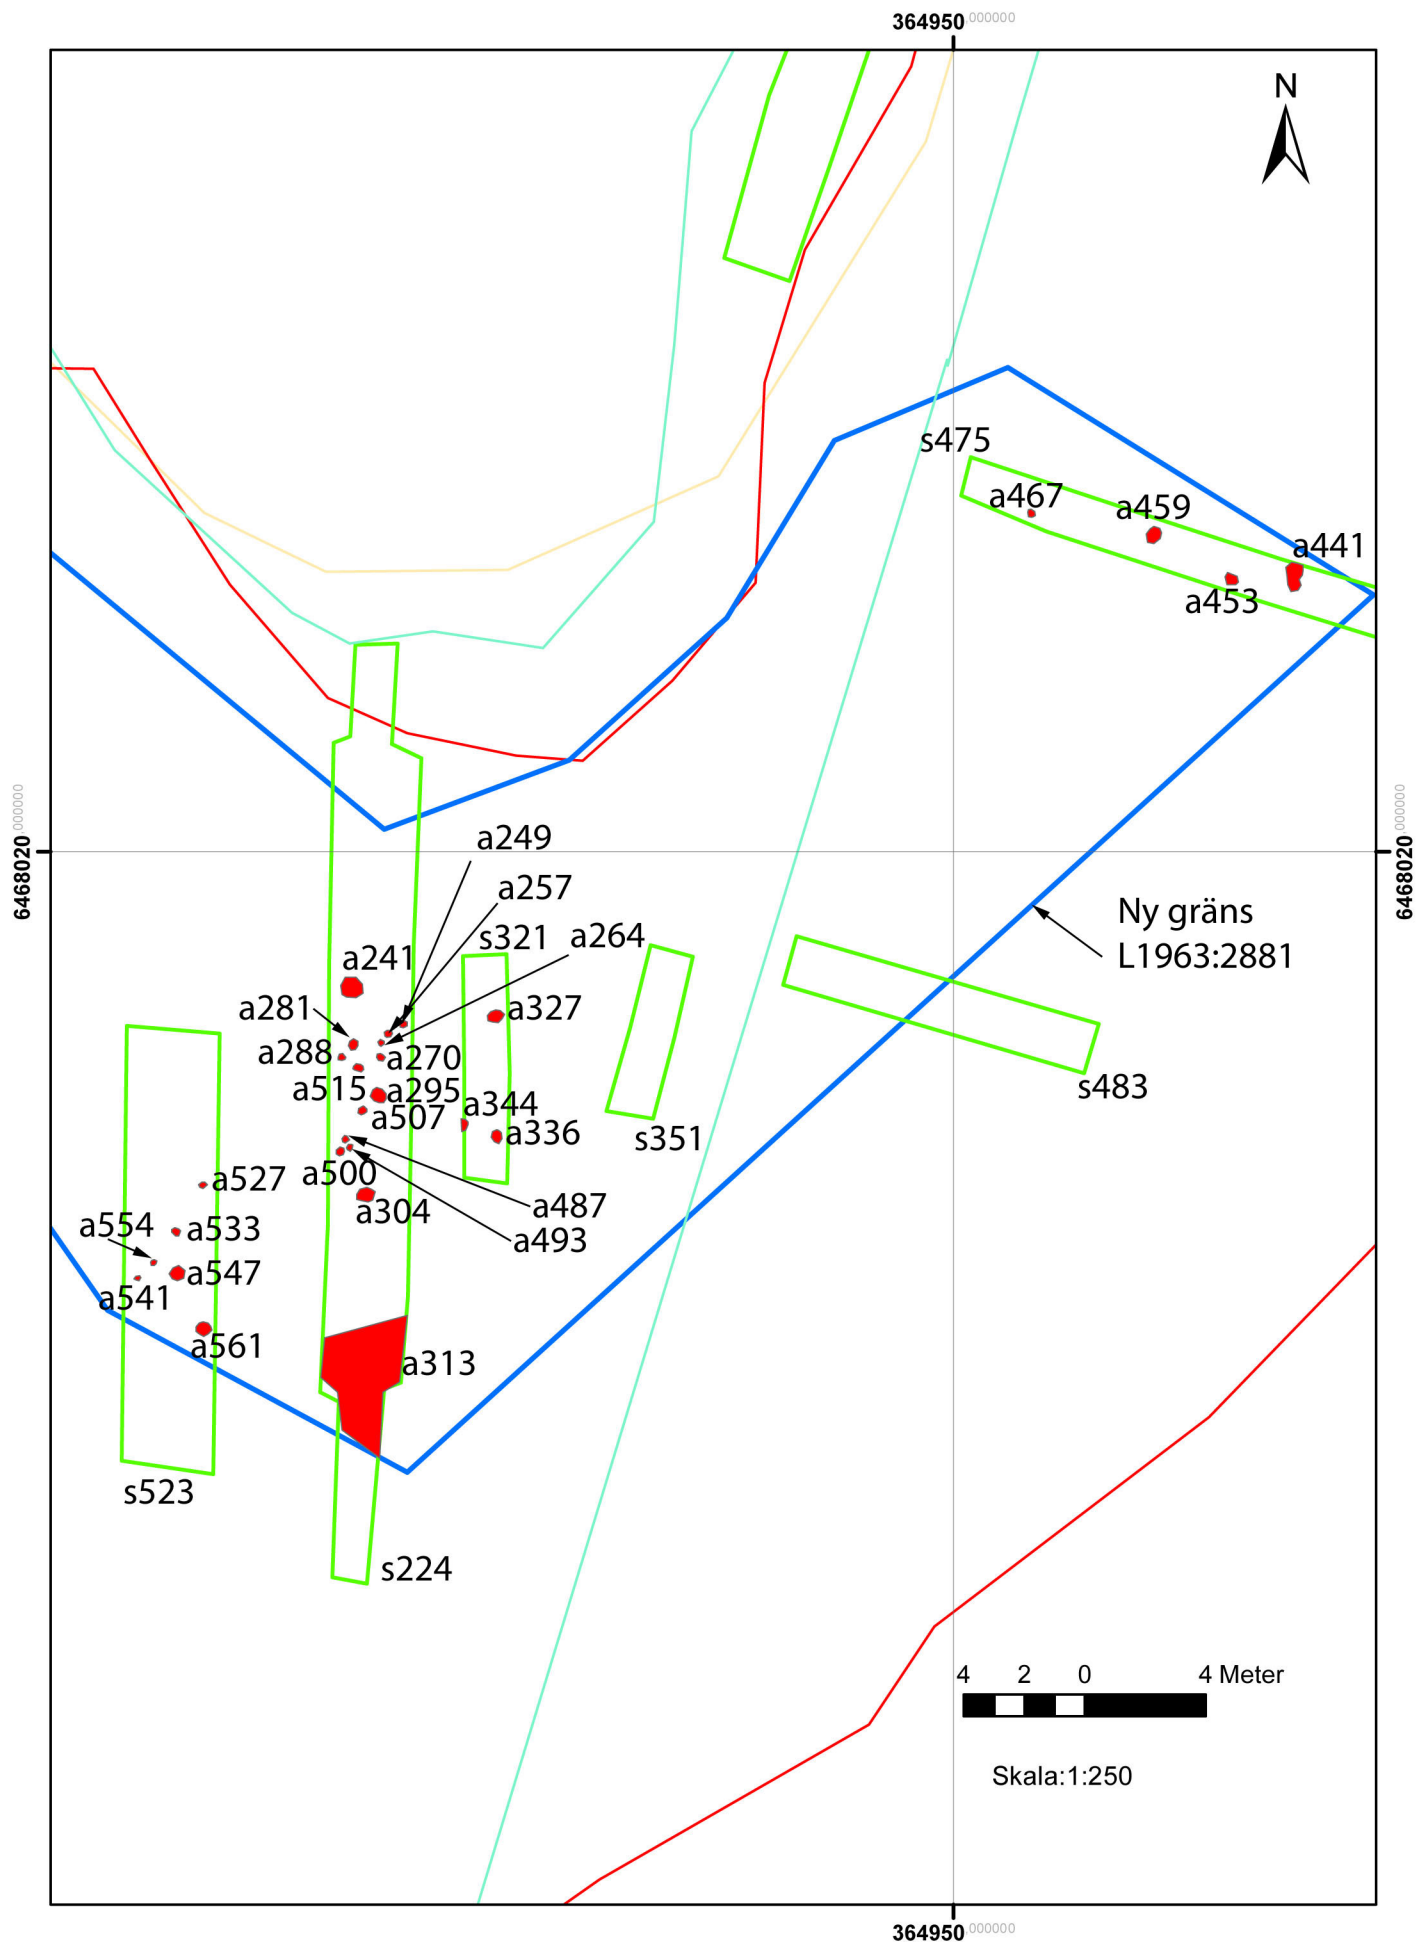 364950,000000
N
s475
a467
a459
a441
a453
6468020,000000
6468020,000000
a249
a257
a264
s321
a241
Ny gräns
L1963:2881
a281
a327
a288
a270
s483
a515
a295
a344
a507
a336
s351
a500
a527
a487
a304
a554
a533
a493
a547
a541
a561
a313
s523
s224
4 2 0 4 Meter
Skala:1:250
364950,000000